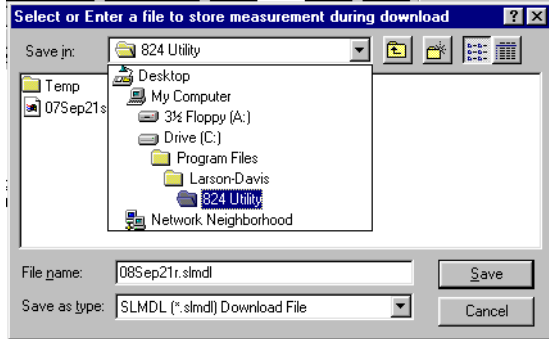 Select or Enter a file to store measurement during download
Save in:
824 Utility
Desktop
My Computer
3½ Floppy (A:)
Drive (C:)
Program Files
Larson-Davis
824 Utility
Network Neighborhood
Temp
07Sep21s
File name:
08Sep21r.slmdl
Save
Save as type:
SLMDL (*.slmdl) Download File
Cancel